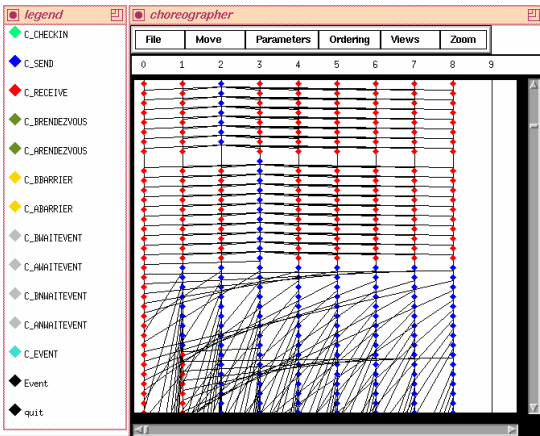 legend
choreographer
C_CHECKIN
C_SEND
C_RECEIVE
C_BRENDEZVOUS
C_ARENDEZVOUS
C_BBARRIER
C_ABARRIER
C_BWAITEVENT
C_AWAITEVENT
C_BNWAITEVENT
C_ANWAITEVENT
C_EVENT
Event
quit
File Move Parameters Ordering Views Zoom
0 1 2 3 4 5 6 7 8 9